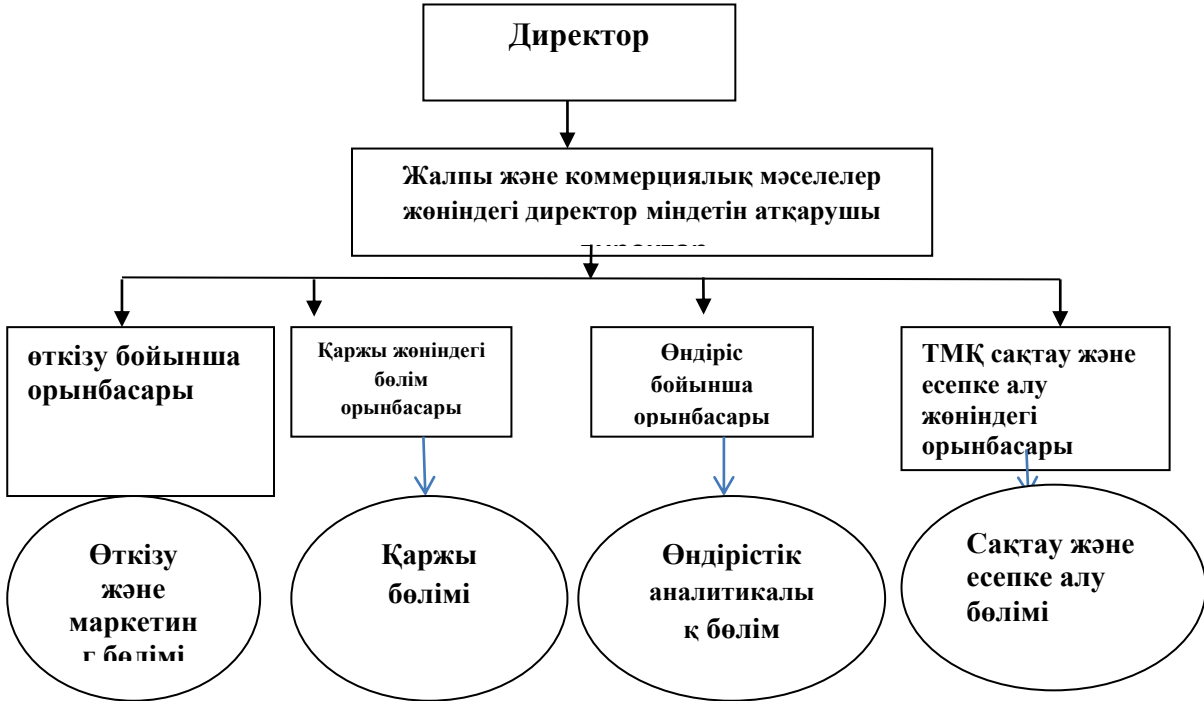 Директор
Жалпы және коммерциялық мәселелер
жөніндегі директор міндетін атқарушы
өткізу бойынша
орынбасары
Қаржы жөніндегі
бөлім
орынбасары
Өндіріс
бойынша
орынбасары
ТМҚ сақтау және
есепке алу
жөніндегі
орынбасары
Өткізу
және
маркетин
г бөлімі
Қаржы
бөлімі
Өндірістік
аналитикалы
қ бөлім
Сақтау және
есепке алу
бөлімі